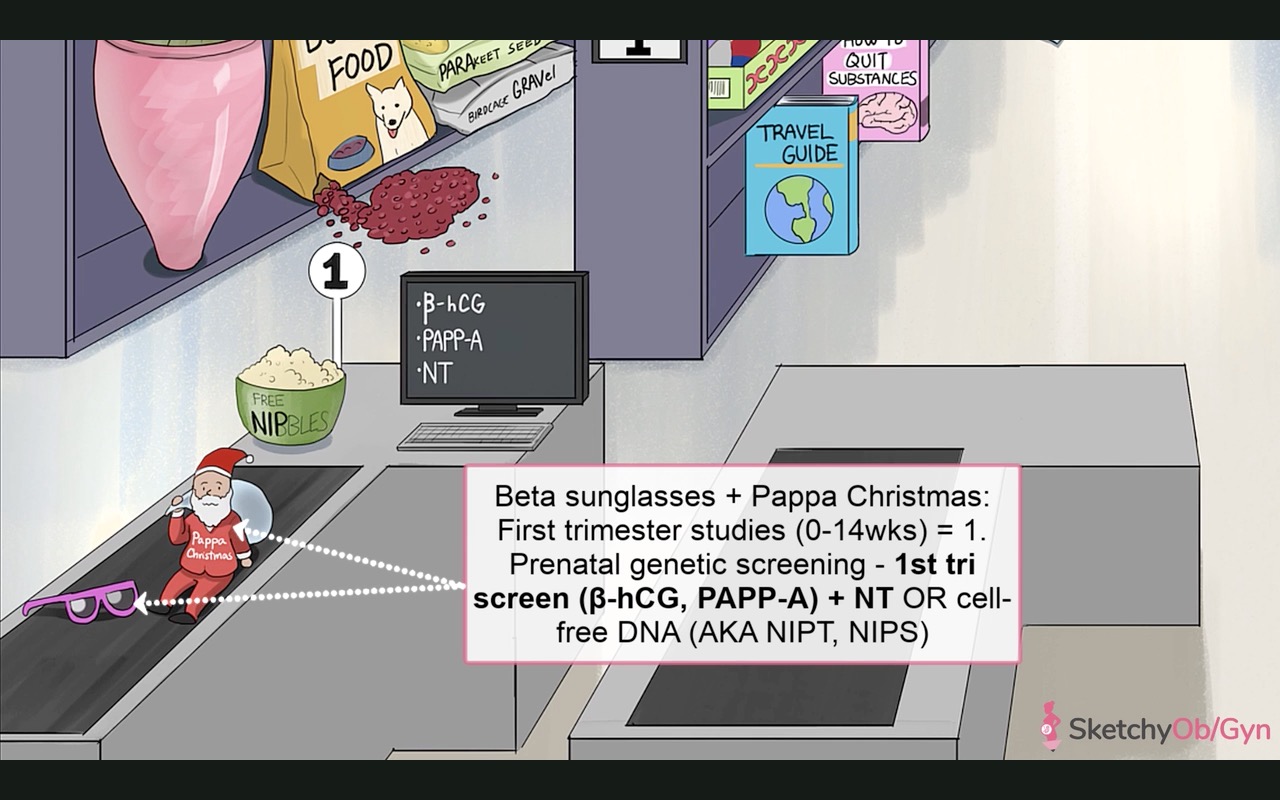 FOOD
PARAKEET SEED
BIRDCAGE GRAVEL
1
QUIT
SUBSTANCES
TRAVEL
GUIDE
1
·β-hCG
·PAPP-A
·NT
FREE
NIBBLES
Pappa
Christmas
Beta sunglasses + Pappa Christmas:
First trimester studies (0-14wks) = 1.
Prenatal genetic screening - 1st tri
screen (β-hCG, PAPP-A) + NT OR cell-
free DNA (AKA NIPT, NIPS)
SketchyOb/Gyn